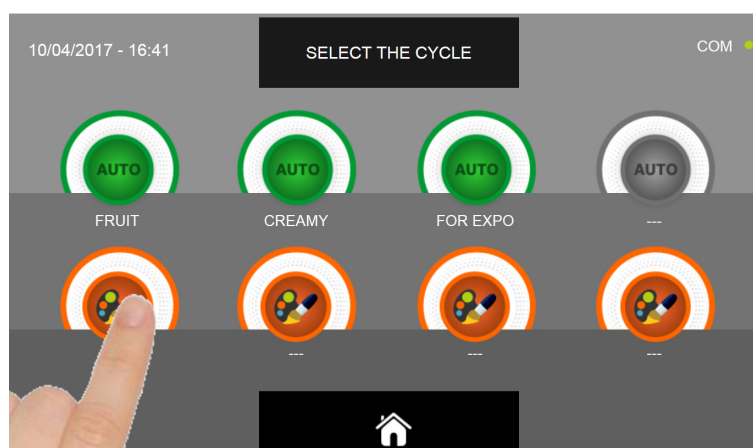 10/04/2017 - 16:41
SELECT THE CYCLE
COM
AUTO
AUTO
AUTO
AUTO
FRUIT
CREAMY
FOR EXPO
---
---
---
---